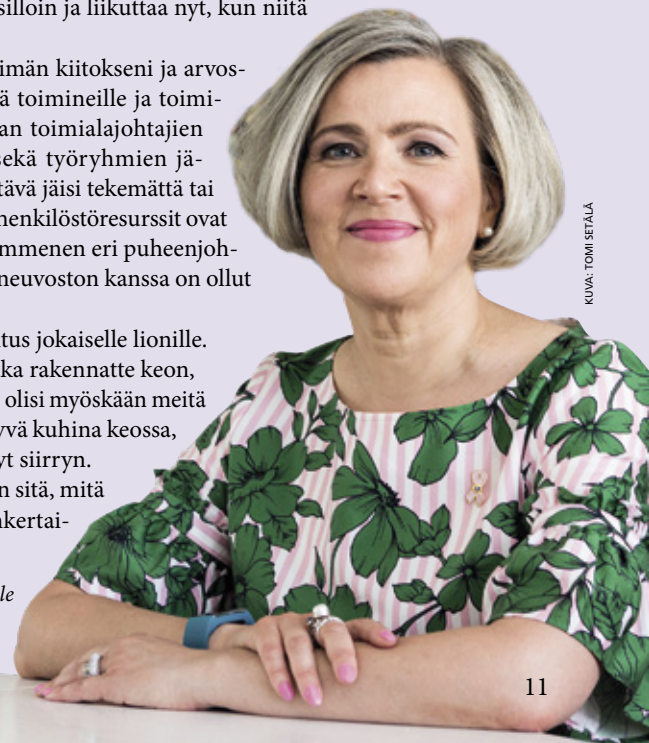 silloin ja liikuttaa nyt, kun niitä
imän kiitokseni ja arvos-
ä toimineille ja toimi-
an toimialajohtajien
sekä työryhmien jä-
tävä jäisi tekemättä tai
henkilöstöresurssit ovat
mmenen eri puheenjoh-
neuvoston kanssa on ollut
tus jokaiselle lionille.
ka rakennatte keon,
olisi myöskään meitä
yvä kuhina keossa,
yt siirryn.
n sitä, mitä
kertai-
le
KUVA: TOMI SETÄLÄ
11